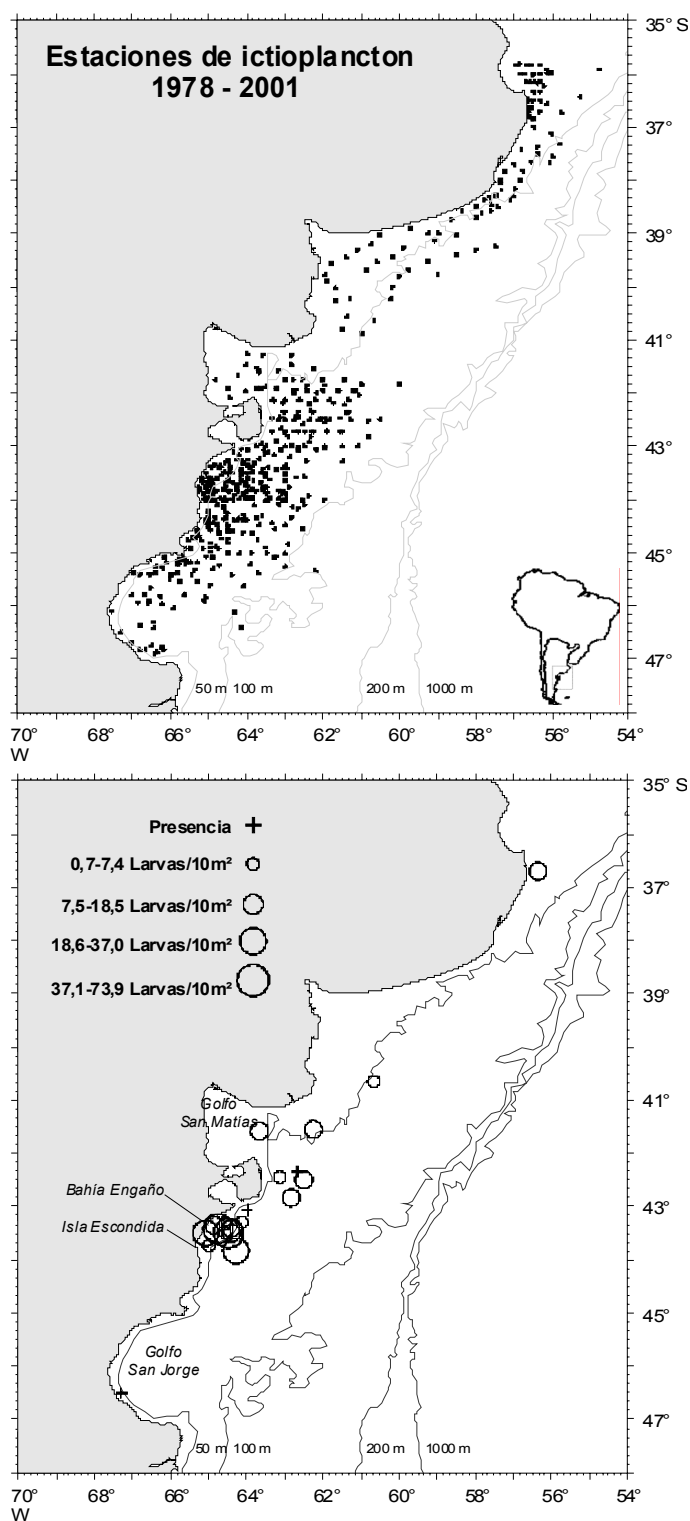 Estaciones de ictioplancton
1978 - 2001
35° S
37°
39°
41°
43°
45°
47°
50 m 100 m 200 m 1000 m
70° 68° 66° 64° 62° 60° 58° 56° 54°
W
35° S
Presencia
0,7-7,4 Larvas/10m²
7,5-18,5 Larvas/10m²
18,6-37,0 Larvas/10m²
37,1-73,9 Larvas/10m²
37°
39°
41°
Golfo
San Matías
Bahía Engaño
43°
Isla Escondida
45°
Golfo
San Jorge
47°
50 m 100 m 200 m 1000 m
70° 68° 66° 64° 62° 60° 58° 56° 54°
W